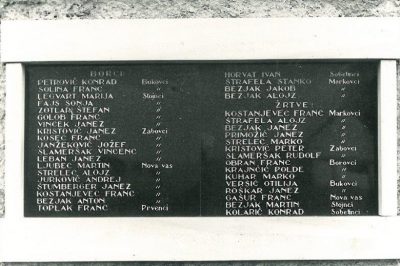 BORCI
PETROVIČ KONRAD Bukovci
SOLINA FRANC 〃
LEGVART MARIJA Stojnci
FAJS SONJA 〃
ZOTLAR ŠTEFAN 〃
GOLOB FRANC 〃
VINCEK JANEZ 〃
KRISTOVIČ JANEZ Zabovci
KOSEC FRANC 〃
JANŽEKOVIČ JOŽEF 〃
SLAMERŠAK VINCENC 〃
LEBAN JANEZ 〃
LJUBEC MARTIN Nova vas
STRELEC ALOJZ 〃
JURKOVIČ ANDREJ 〃
ŠTUMBERGER JANEZ 〃
KOSTANJEVEC FRANC 〃
BEZJAK ANTON 〃
TOPLAK FRANC Prvenci
HORVAT IVAN Sobetinci
STRAFELA STANKO Markovci
BEZJAK JAKOB 〃
BEZJAK ALOJZ 〃
ŽRTVE:
KOSTANJEVEC FRANC Markovci
STRAFELA ALOJZ 〃
BEZJAK JANEZ 〃
PRIMOŽIČ JANEZ 〃
STRELEC MARKO 〃
KRISTOVIČ PETER Zabovci
SLAMERŠAK RUDOLF 〃
OBRAN FRANC Borovci
KRAJNČIČ POLDE 〃
KUHAR MARKO 〃
VERŠIČ OTILIJA Bukovci
ROŠKAR JANEZ 〃
GAŠUR FRANC Nova vas
BEZJAK MARTIN Stojnci
KOLARIČ KONRAD Sobetinci